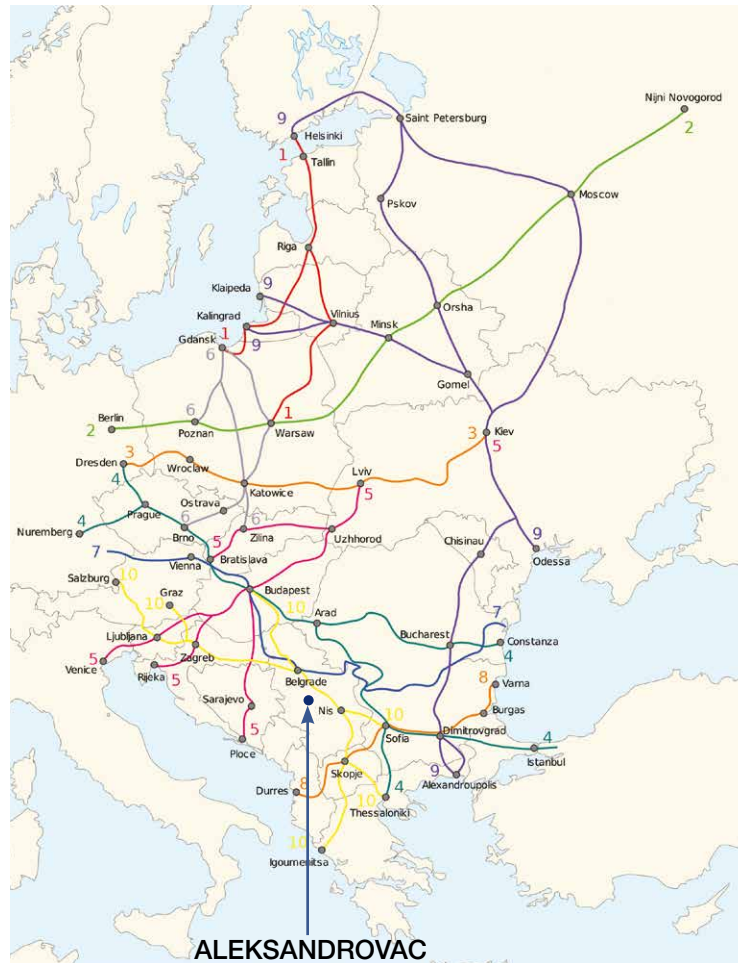 Nijni Novogorod
2
9
Saint Petersburg
Helsinki
1
Tallin
Moscow
Pskov
Riga
Klaipeda
9
Orsha
Kalingrad
Vilnius
Minsk
1
Gdansk
9
6
Gomel
6
1
Berlin
2
Poznan
Warsaw
3
Kiev
5
Dresden
3
4
Wroclaw
Lviv
5
Katowice
Ostrava
4
Prague
6
6
Nuremberg
Brno
Zilina
Uzhhorod
Chisinau
9
Odessa
7
5
Vienna
Bratislava
Salzburg
10
Budapest
Graz
10
10
Arad
7
Ljubljana
Bucharest
Constanza
4
Zagreb
5
Venice
Rijeka
5
Belgrade
8
Varna
Sarajevo
Nis
10
Burgas
5
Sofia
Dimitrovgrad
Ploce
4
Istanbul
Skopje
9
Alexandroupolis
Durres
8
10
4
Thessaloniki
10
Igoumenitsa
ALEKSANDROVAC